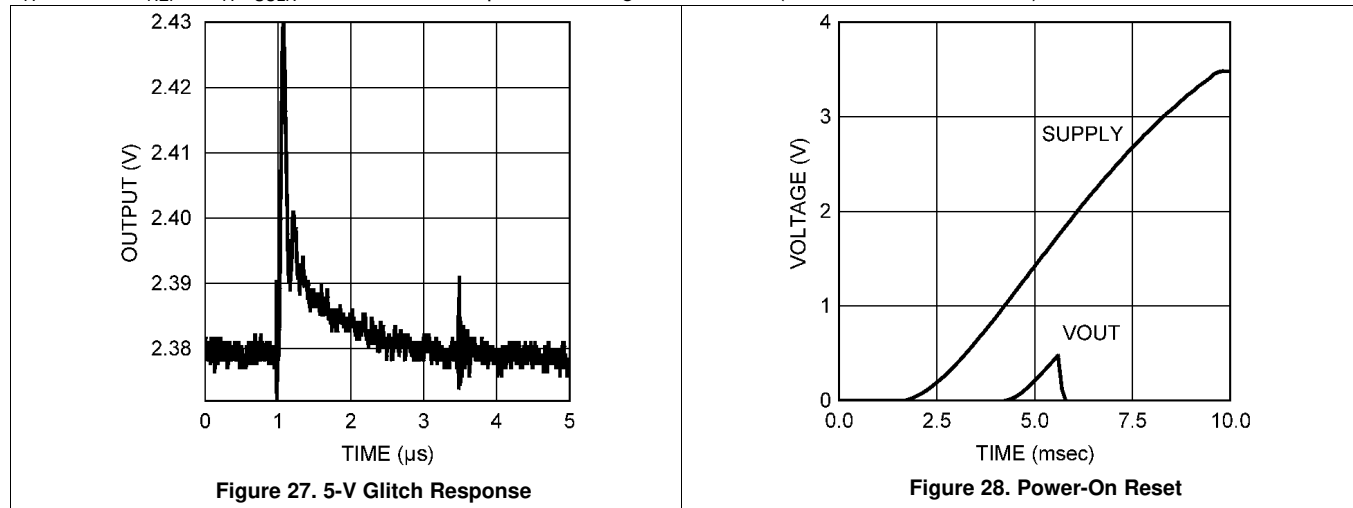 2.43
2.42
2.41
2.40
2.39
2.38
OUTPUT (V)
0 1 2 3 4 5
TIME (µs)
Figure 27. 5-V Glitch Response
4
3
2
1
0
VOLTAGE (V)
SUPPLY
VOUT
0.0 2.5 5.0 7.5 10.0
TIME (msec)
Figure 28. Power-On Reset